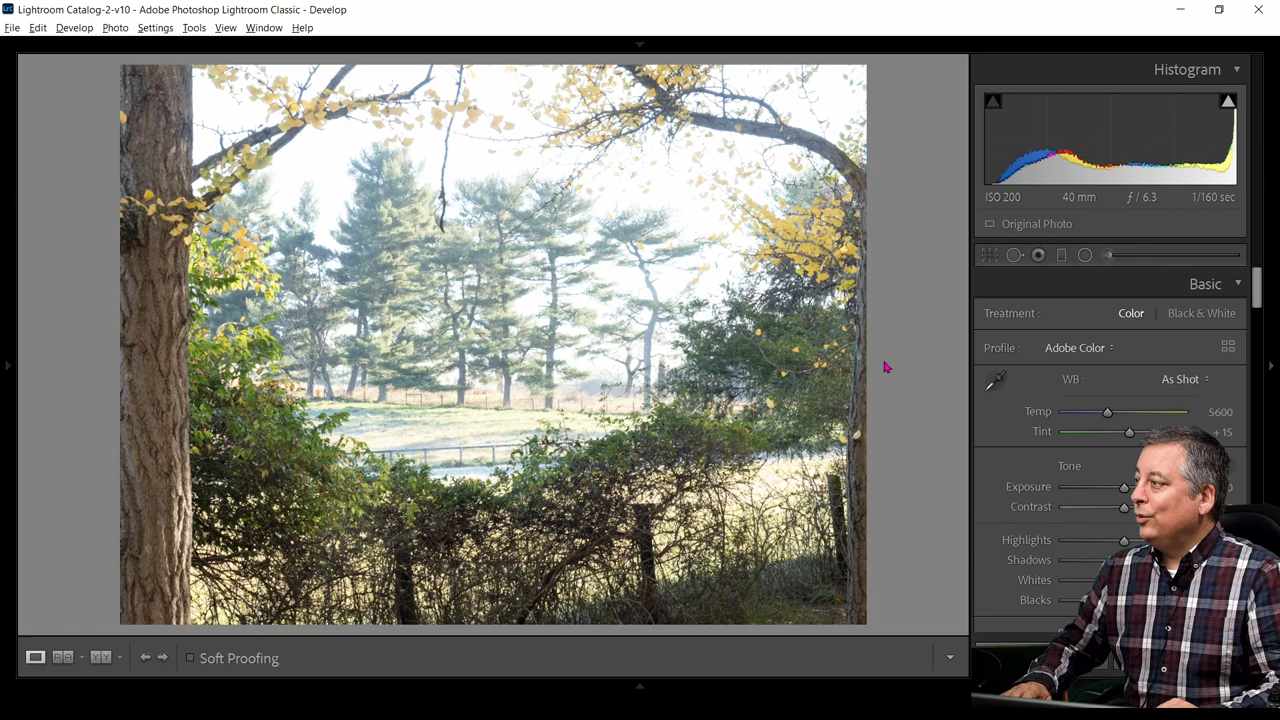 Lightroom Catalog-2-v10 - Adobe Photoshop Lightroom Classic - Develop
File Edit Develop Photo Settings Tools View Window Help
Histogram
ISO 200 40 mm ƒ / 6.3 1/160 sec
Original Photo
Basic
Treatment : Color Black & White
Profile : Adobe Color
WB : As Shot
Temp 5600
Tint + 15
Tone
Exposure
Contrast
Highlights
Shadows
Whites
Blacks
Soft Proofing